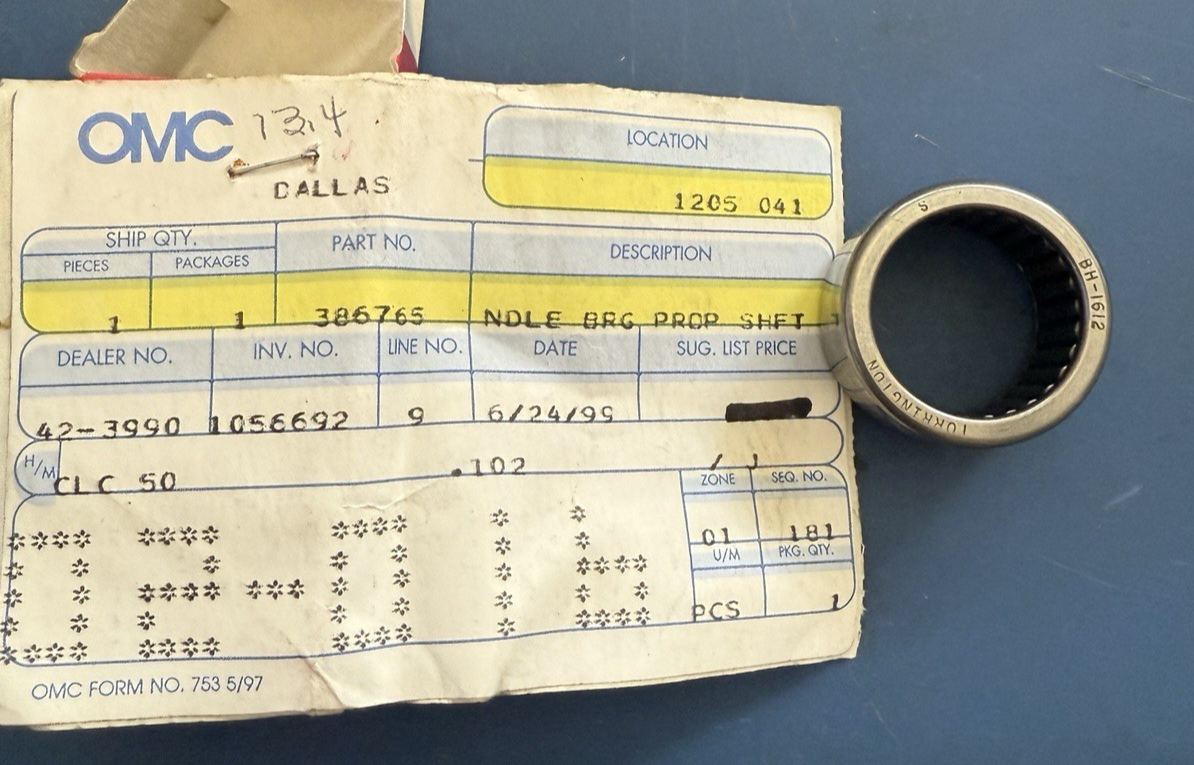 OMC 13.4
DALLAS
LOCATION
1205 041
SHIP QTY.
PIECES PACKAGES PART NO. DESCRIPTION
1 1 386765 NDLE BRG PROP SHFT
DEALER NO. INV. NO. LINE NO. DATE SUG. LIST PRICE
42-3990 1056692 9 6/24/99
H/M CLC 50 .102
ZONE SEQ. NO.
01 181
U/M PKG. QTY.
PCS 1
02-016
OMC FORM NO. 753 5/97
S
BH-1612
TORRINGTON